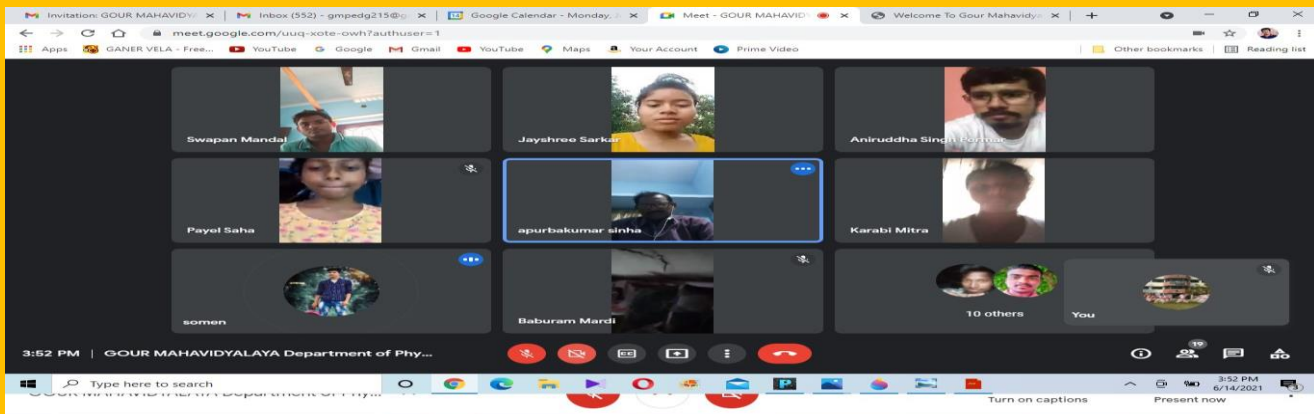 Invitation: GOUR MAHAVIDYA
Inbox (552) - gmpedg215@g
Google Calendar - Monday, J
Meet - GOUR MAHAVID
Welcome To Gour Mahavidya
meet.google.com/uuq-xote-owh?authuser=1
Apps GANER VELA - Free... YouTube Google Gmail YouTube Maps Your Account Prime Video Other bookmarks Reading list
Swapan Mandal
Jayshree Sarkar
Aniruddha Singh
Payel Saha
apurbakumar sinha
Karabi Mitra
somen
Baburam Mardi
10 others
You
3:52 PM | GOUR MAHAVIDYALAYA Department of Phy...
19
Type here to search
3:52 PM
6/14/2021
GOUR MAHAVIDYALAYA Department of Phy...
Turn on captions
Present now